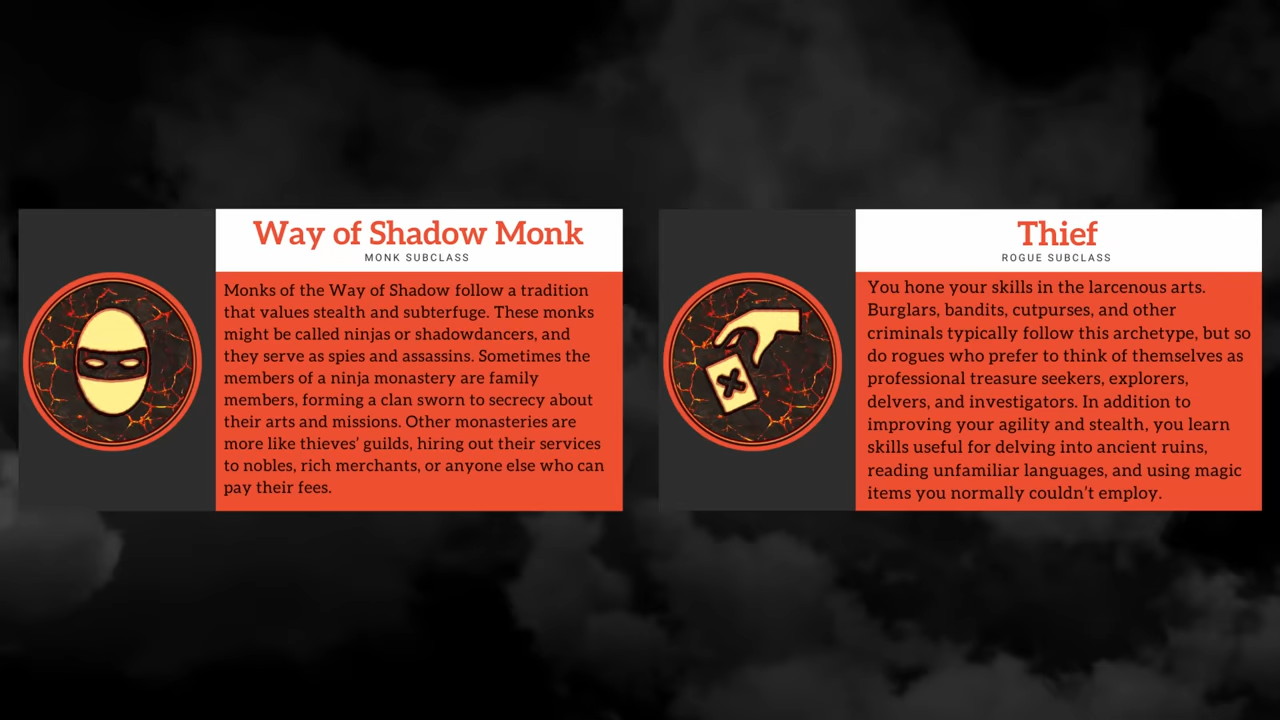 Way of Shadow Monk
MONK SUBCLASS
Monks of the Way of Shadow follow a tradition
that values stealth and subterfuge. These monks
might be called ninjas or shadowdancers, and
they serve as spies and assassins. Sometimes the
members of a ninja monastery are family
members, forming a clan sworn to secrecy about
their arts and missions. Other monasteries are
more like thieves’ guilds, hiring out their services
to nobles, rich merchants, or anyone else who can
pay their fees.
Thief
ROGUE SUBCLASS
You hone your skills in the larcenous arts.
Burglars, bandits, cutpurses, and other
criminals typically follow this archetype, but so
do rogues who prefer to think of themselves as
professional treasure seekers, explorers,
delvers, and investigators. In addition to
improving your agility and stealth, you learn
skills useful for delving into ancient ruins,
reading unfamiliar languages, and using magic
items you normally couldn’t employ.